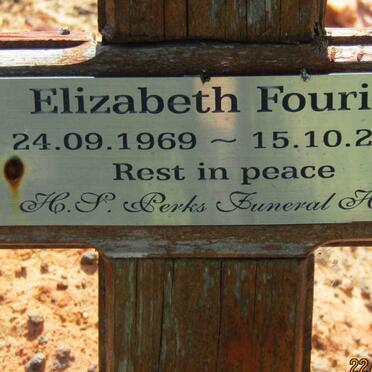 Elizabeth Fouri
24.09.1969 ~ 15.10.2
Rest in peace
H.S. Perks Funeral H
22